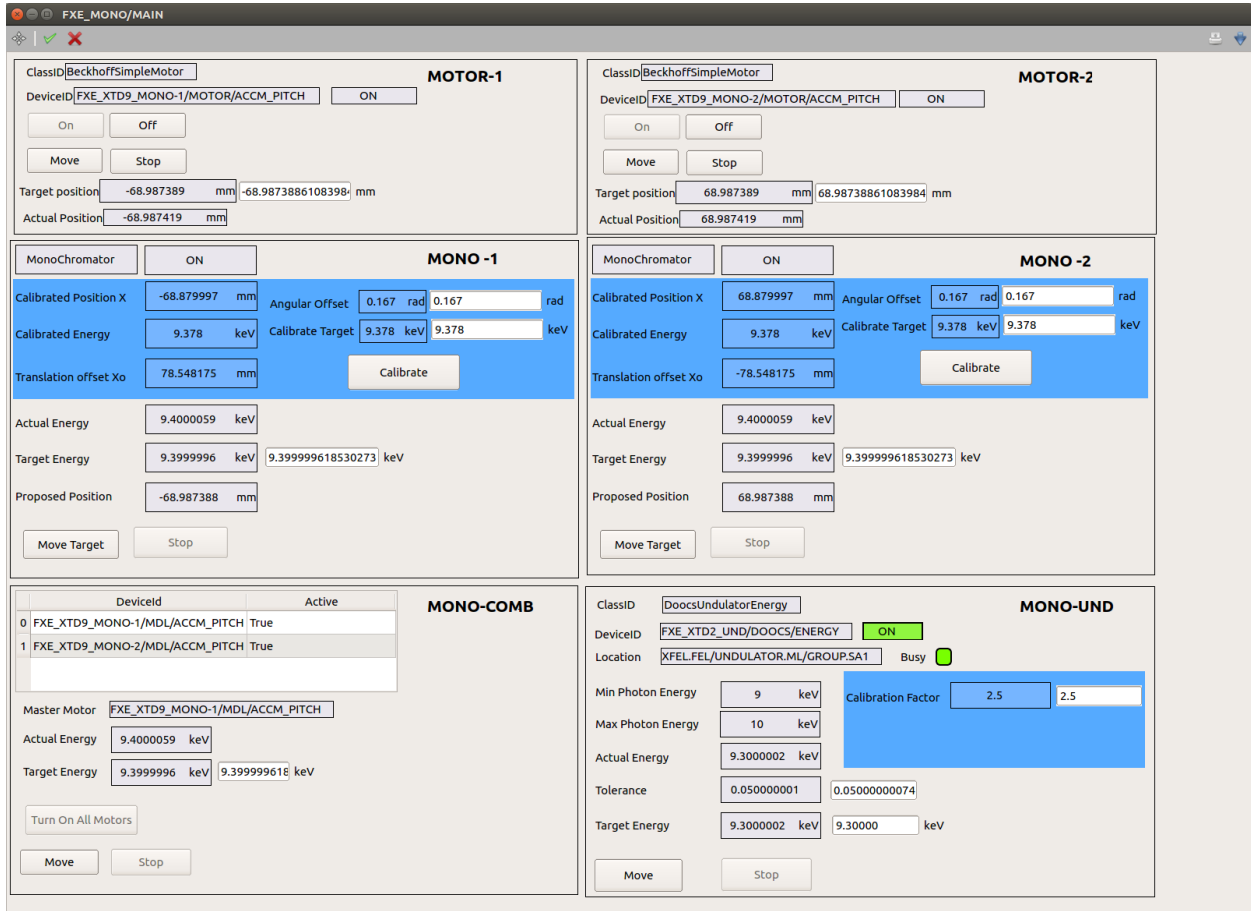 FXE_MONO/MAIN
ClassID BeckhoffSimpleMotor MOTOR-1
DeviceID FXE_XTD9_MONO-1/MOTOR/ACCM_PITCH ON
On Off
Move Stop
Target position -68.987389 mm -68.9873886108398 mm
Actual Position -68.987419 mm
ClassID BeckhoffSimpleMotor MOTOR-2
DeviceID FXE_XTD9_MONO-2/MOTOR/ACCM_PITCH ON
On Off
Move Stop
Target position 68.987389 mm 68.98738861083984 mm
Actual Position 68.987419 mm
MonoChromator ON MONO -1
Calibrated Position X -68.879997 mm Angular Offset 0.167 rad 0.167 rad
Calibrated Energy 9.378 keV Calibrate Target 9.378 keV 9.378 keV
Translation offset Xo 78.548175 mm Calibrate
Actual Energy 9.4000059 keV
Target Energy 9.3999996 keV 9.399999618530273 keV
Proposed Position -68.987388 mm
Move Target Stop
MonoChromator ON MONO -2
Calibrated Position X 68.879997 mm Angular Offset 0.167 rad 0.167 rad
Calibrated Energy 9.378 keV Calibrate Target 9.378 keV 9.378 keV
Translation offset Xo -78.548175 mm Calibrate
Actual Energy 9.4000059 keV
Target Energy 9.3999996 keV 9.399999618530273 keV
Proposed Position 68.987388 mm
Move Target Stop
DeviceId Active MONO-COMB
0 FXE_XTD9_MONO-1/MDL/ACCM_PITCH True
1 FXE_XTD9_MONO-2/MDL/ACCM_PITCH True
Master Motor FXE_XTD9_MONO-1/MDL/ACCM_PITCH
Actual Energy 9.4000059 keV
Target Energy 9.3999996 keV 9.399999618 keV
Turn On All Motors
Move Stop
ClassID DoocsUndulatorEnergy MONO-UND
DeviceID FXE_XTD2_UND/DOOCS/ENERGY ON
Location XFEL.FEL/UNDULATOR.ML/GROUP.SA1 Busy
Min Photon Energy 9 keV Calibration Factor 2.5 2.5
Max Photon Energy 10 keV
Actual Energy 9.3000002 keV
Tolerance 0.050000001 0.05000000074
Target Energy 9.3000002 keV 9.30000 keV
Move Stop